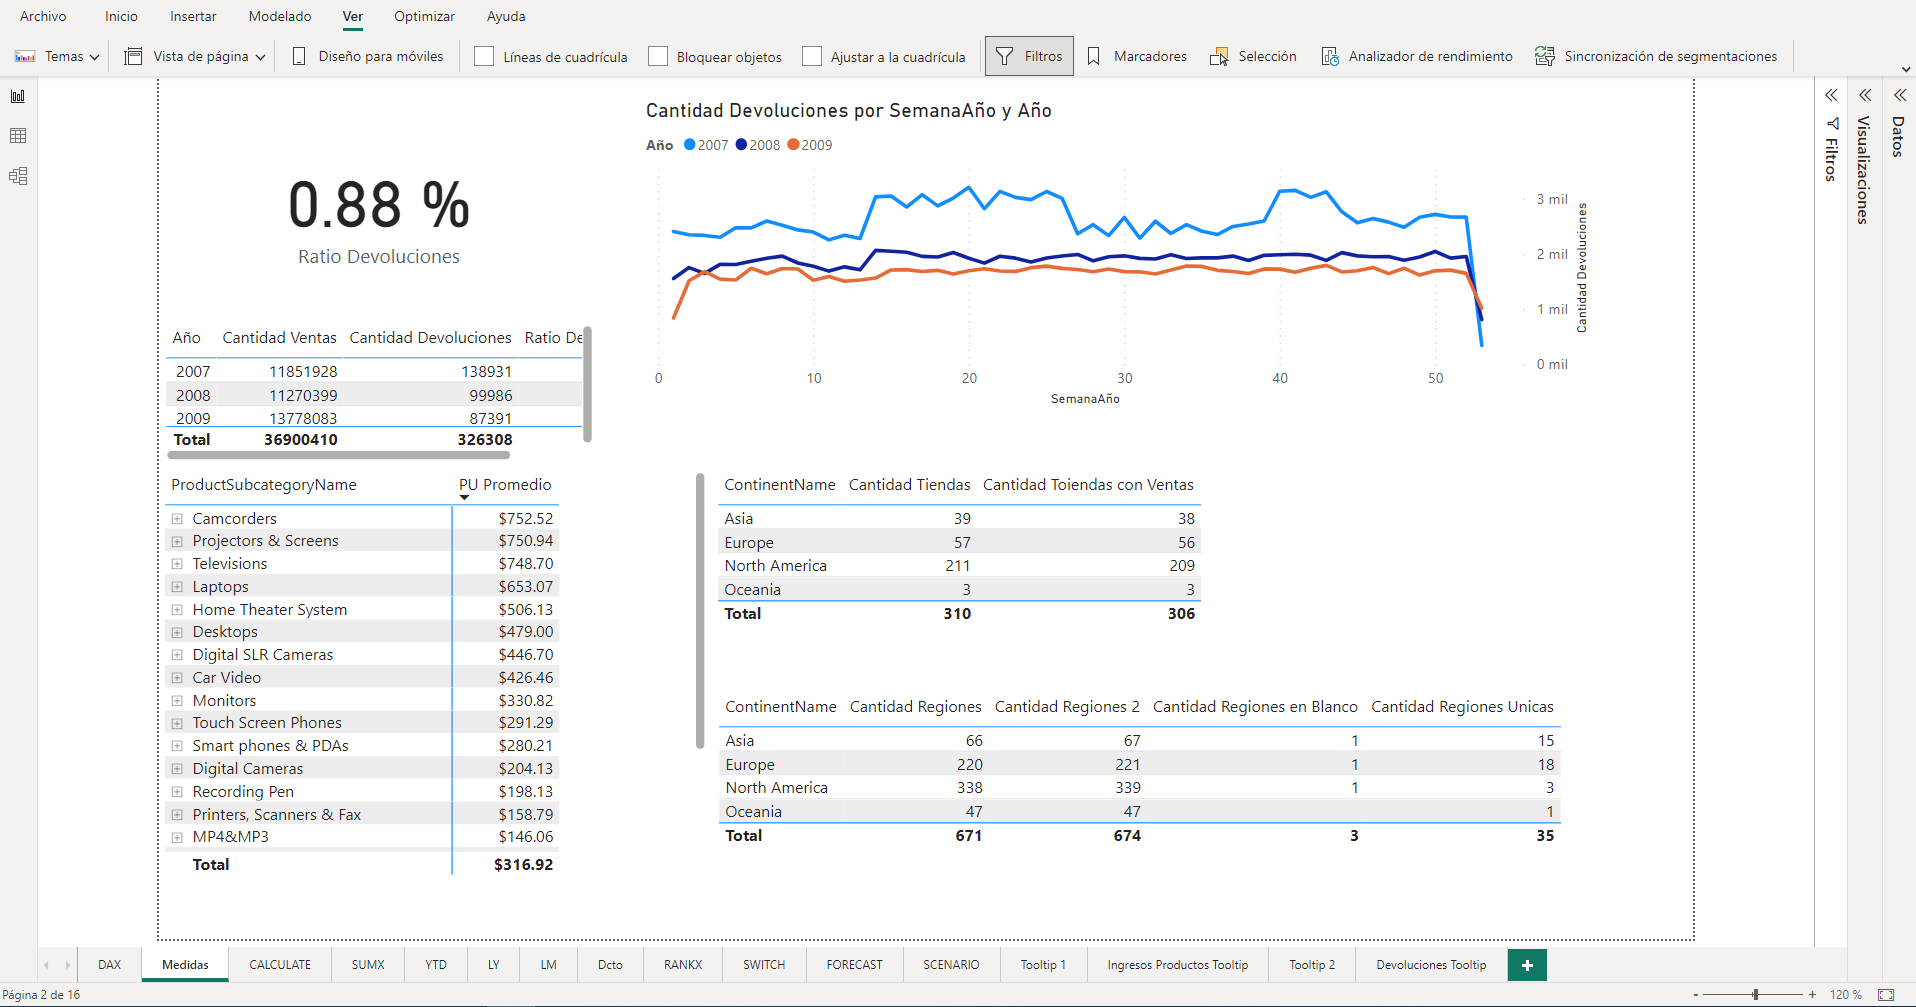 Archivo Inicio Insertar Modelado Ver Optimizar Ayuda
Temas Vista de página Diseño para móviles Líneas de cuadrícula Bloquear objetos Ajustar a la cuadrícula Filtros Marcadores Selección Analizador de rendimiento Sincronización de segmentaciones
Filtros
Visualizaciones
Datos
0.88 %
Ratio Devoluciones
Cantidad Devoluciones por SemanaAño y Año
Año 2007 2008 2009
3 mil
2 mil
1 mil
0 mil
Cantidad Devoluciones
0 10 20 30 40 50
SemanaAño
Año Cantidad Ventas Cantidad Devoluciones Ratio De
2007 11851928 138931
2008 11270399 99986
2009 13778083 87391
Total 36900410 326308
ProductSubcategoryName PU Promedio
Camcorders $752.52
Projectors & Screens $750.94
Televisions $748.70
Laptops $653.07
Home Theater System $506.13
Desktops $479.00
Digital SLR Cameras $446.70
Car Video $426.46
Monitors $330.82
Touch Screen Phones $291.29
Smart phones & PDAs $280.21
Digital Cameras $204.13
Recording Pen $198.13
Printers, Scanners & Fax $158.79
MP4&MP3 $146.06
Total $316.92
ContinentName Cantidad Tiendas Cantidad Toiendas con Ventas
Asia 39 38
Europe 57 56
North America 211 209
Oceania 3 3
Total 310 306
ContinentName Cantidad Regiones Cantidad Regiones 2 Cantidad Regiones en Blanco Cantidad Regiones Unicas
Asia 66 67 1 15
Europe 220 221 1 18
North America 338 339 1 3
Oceania 47 47 1
Total 671 674 3 35
DAX Medidas CALCULATE SUMX YTD LY LM Dcto RANKX SWITCH FORECAST SCENARIO Tooltip 1 Ingresos Productos Tooltip Tooltip 2 Devoluciones Tooltip +
Página 2 de 16 - + 120 %